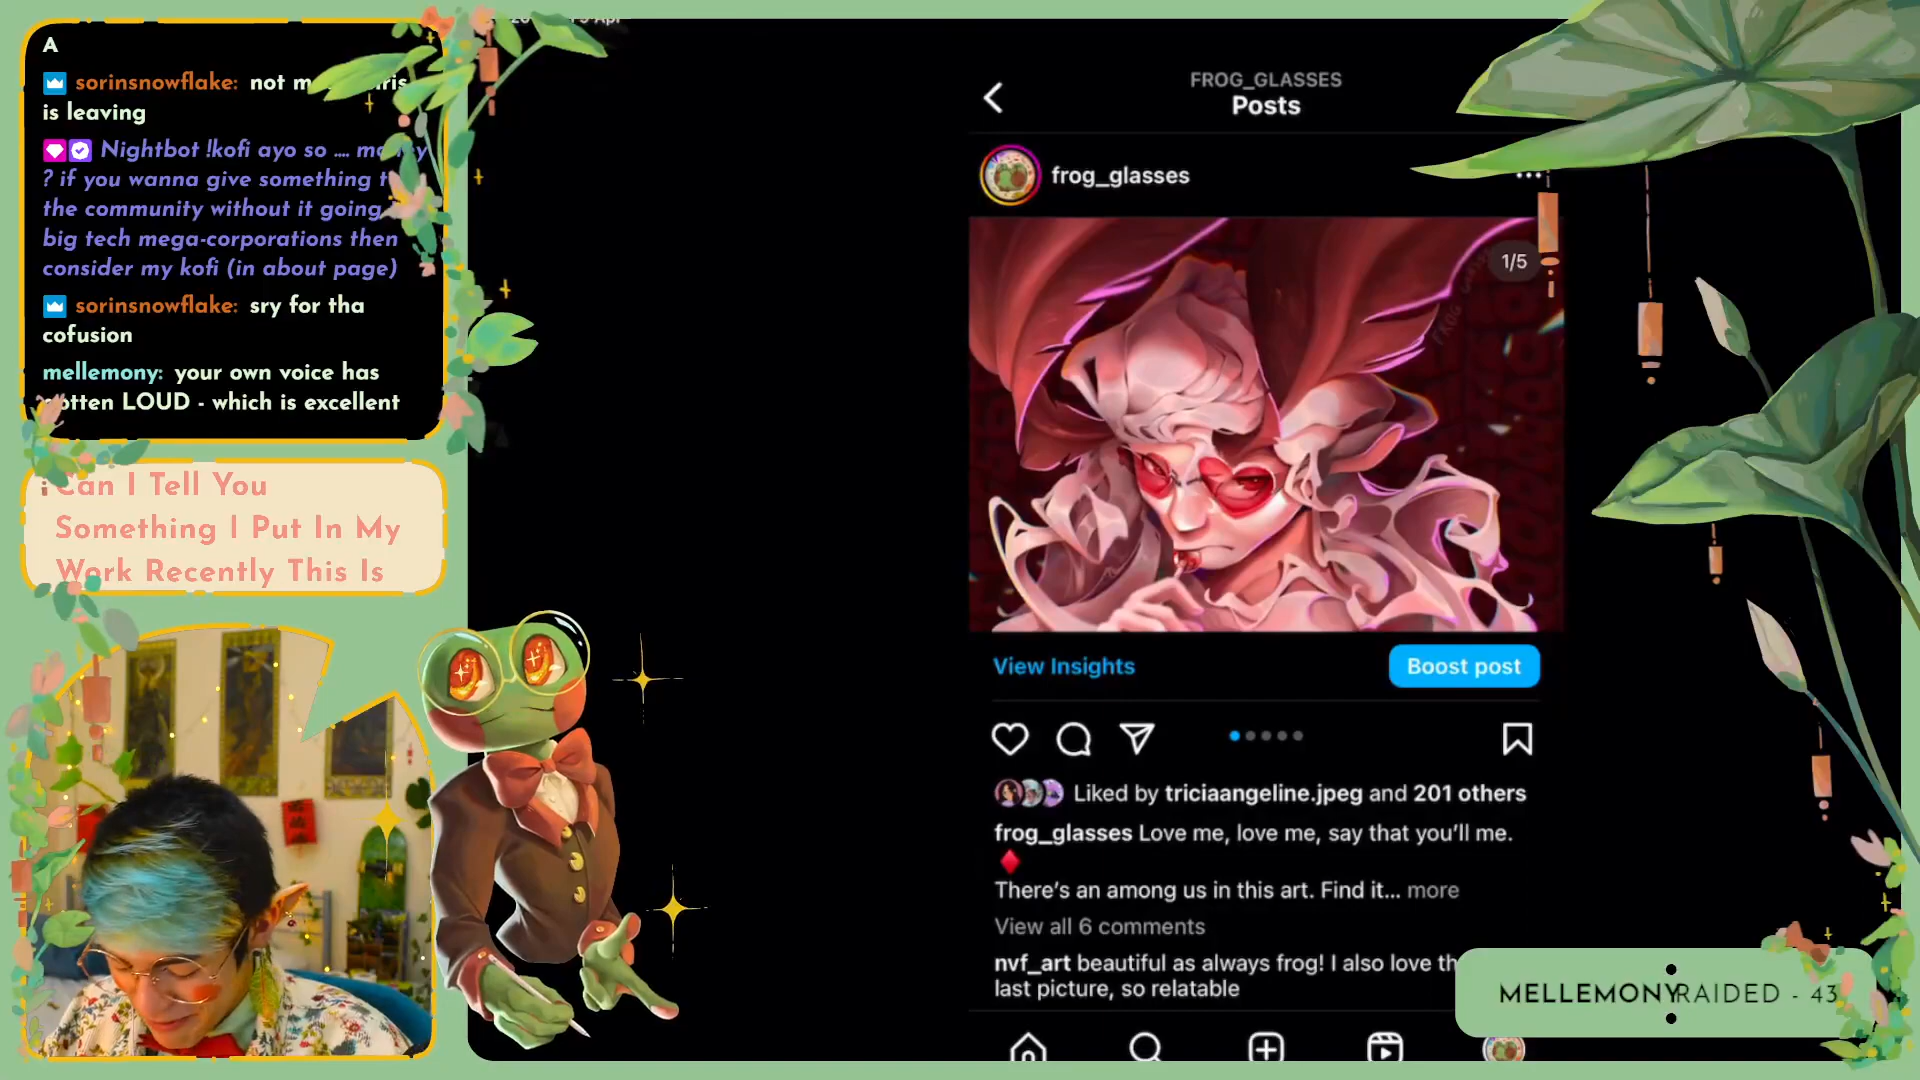 A
sorinsnowflake: not
is leaving
Nightbot !kofi ayo so .... money
? if you wanna give something
the community without it going
big tech mega-corporations then
consider my kofi (in about page)
sorinsnowflake: sry for tha
cofusion
mellemony: your own voice has
gotten LOUD - which is excellent
Can I Tell You
Something I Put In My
Work Recently This Is
FROG_GLASSES
Posts
frog_glasses
1/5
View Insights
Boost post
Liked by triciaangeline.jpeg and 201 others
frog_glasses Love me, love me, say that you'll me.
There's an among us in this art. Find it... more
View all 6 comments
nvf_art beautiful as always frog! I also love
last picture, so relatable
MELLEMONY RAIDED - 43